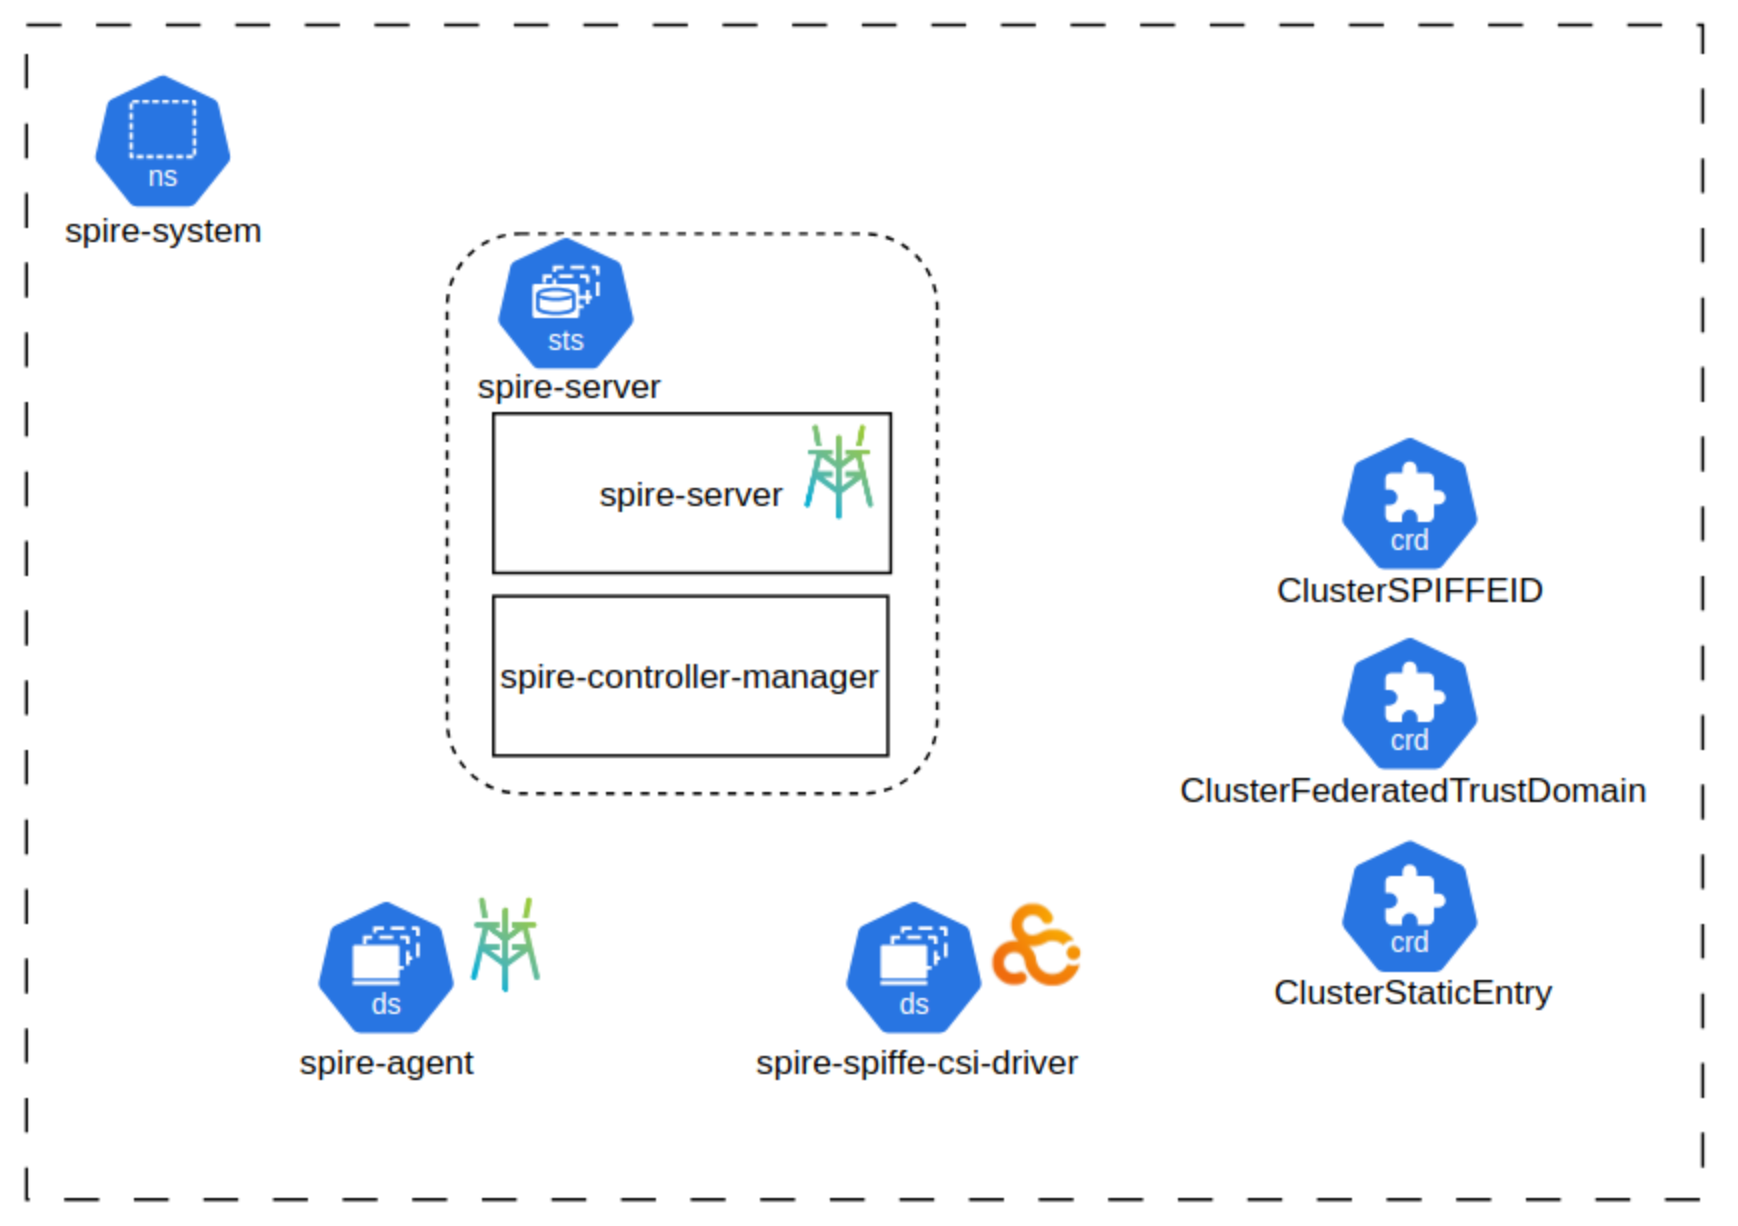 ns
spire-system
sts
spire-server
spire-server
spire-controller-manager
crd
ClusterSPIFFEID
crd
ClusterFederatedTrustDomain
crd
ClusterStaticEntry
ds
spire-agent
ds
spire-spiffe-csi-driver